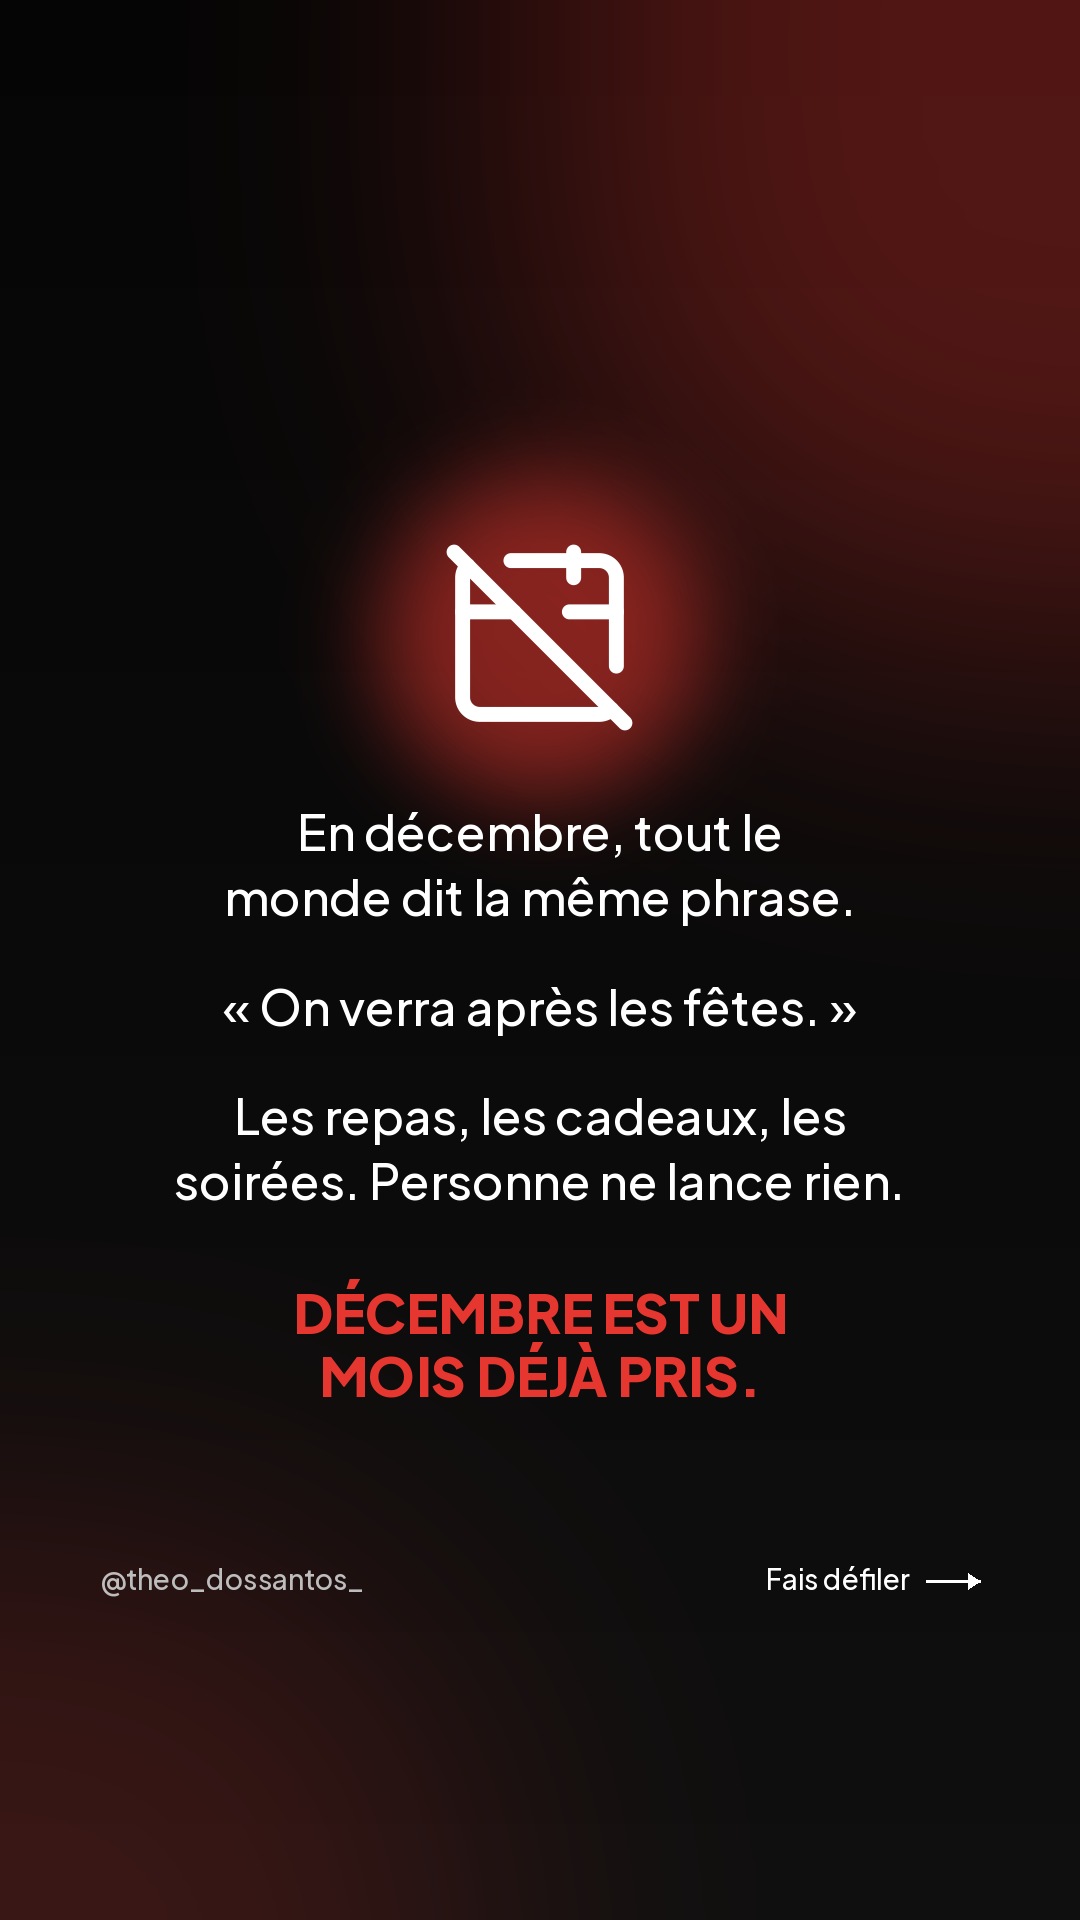 En décembre, tout le
monde dit la même phrase.
« On verra après les fêtes. »
Les repas, les cadeaux, les
soirées. Personne ne lance rien.
DÉCEMBRE EST UN
MOIS DÉJÀ PRIS.
@theo_dossantos_
Fais défiler